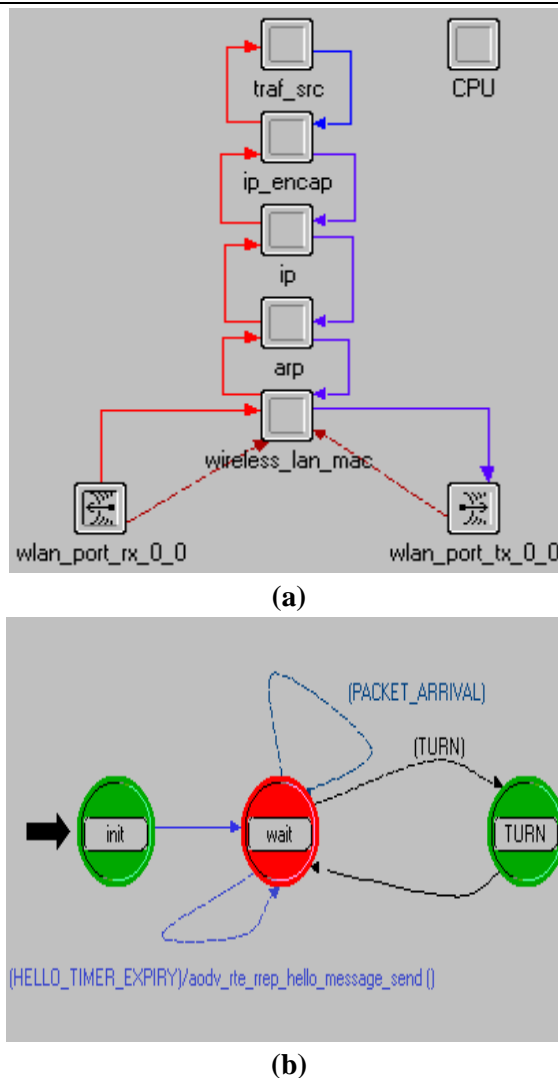 traf_src
CPU
ip_encap
ip
arp
wireless_lan_mac
wlan_port_rx_0_0
wlan_port_tx_0_0
(a)
(PACKET_ARRIVAL)
(TURN)
init
wait
TURN
(HELLO_TIMER_EXPIRY)/aodv_rte_rrep_hello_message_send ()
(b)